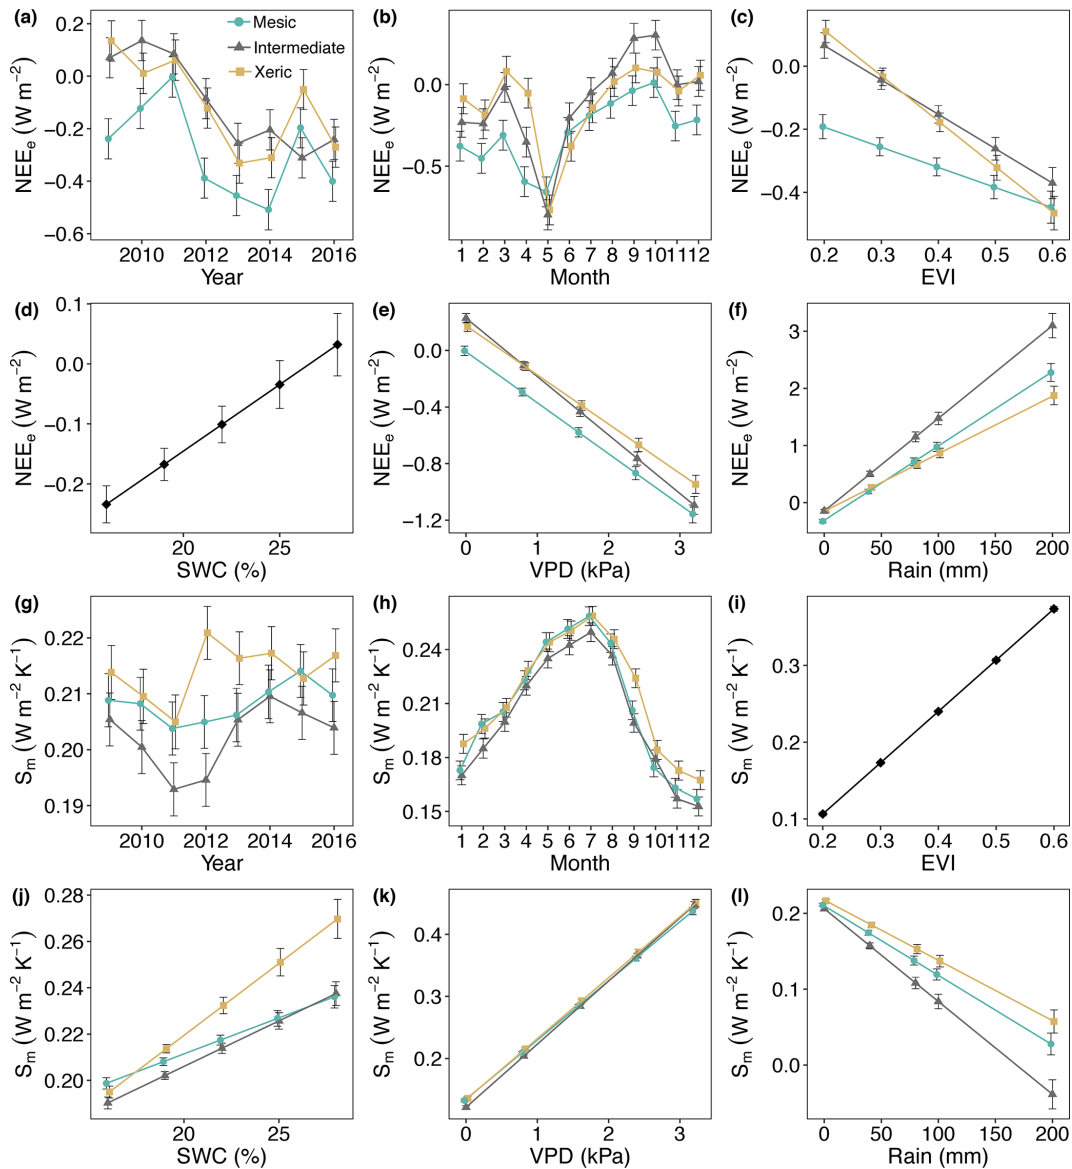 (a)
NEEe (W m−2)
0.2
0.0
−0.2
−0.4
−0.6
Mesic
Intermediate
Xeric
2010 2012 2014 2016
Year
(b)
NEEe (W m−2)
0.0
−0.5
1 2 3 4 5 6 7 8 9 10 11 12
Month
(c)
NEEe (W m−2)
0.0
−0.2
−0.4
0.2 0.3 0.4 0.5 0.6
EVI
(d)
NEEe (W m−2)
0.1
0.0
−0.1
−0.2
20 25
SWC (%)
(e)
NEEe (W m−2)
0.0
−0.4
−0.8
−1.2
0 1 2 3
VPD (kPa)
(f)
NEEe (W m−2)
3
2
1
0
0 50 100 150 200
Rain (mm)
(g)
Sm (W m−2 K−1)
0.22
0.21
0.20
0.19
2010 2012 2014 2016
Year
(h)
Sm (W m−2 K−1)
0.24
0.21
0.18
0.15
1 2 3 4 5 6 7 8 9 10 11 12
Month
(i)
Sm (W m−2 K−1)
0.3
0.2
0.1
0.2 0.3 0.4 0.5 0.6
EVI
(j)
Sm (W m−2 K−1)
0.28
0.26
0.24
0.22
0.20
20 25
SWC (%)
(k)
Sm (W m−2 K−1)
0.4
0.3
0.2
0 1 2 3
VPD (kPa)
(l)
Sm (W m−2 K−1)
0.2
0.1
0.0
0 50 100 150 200
Rain (mm)